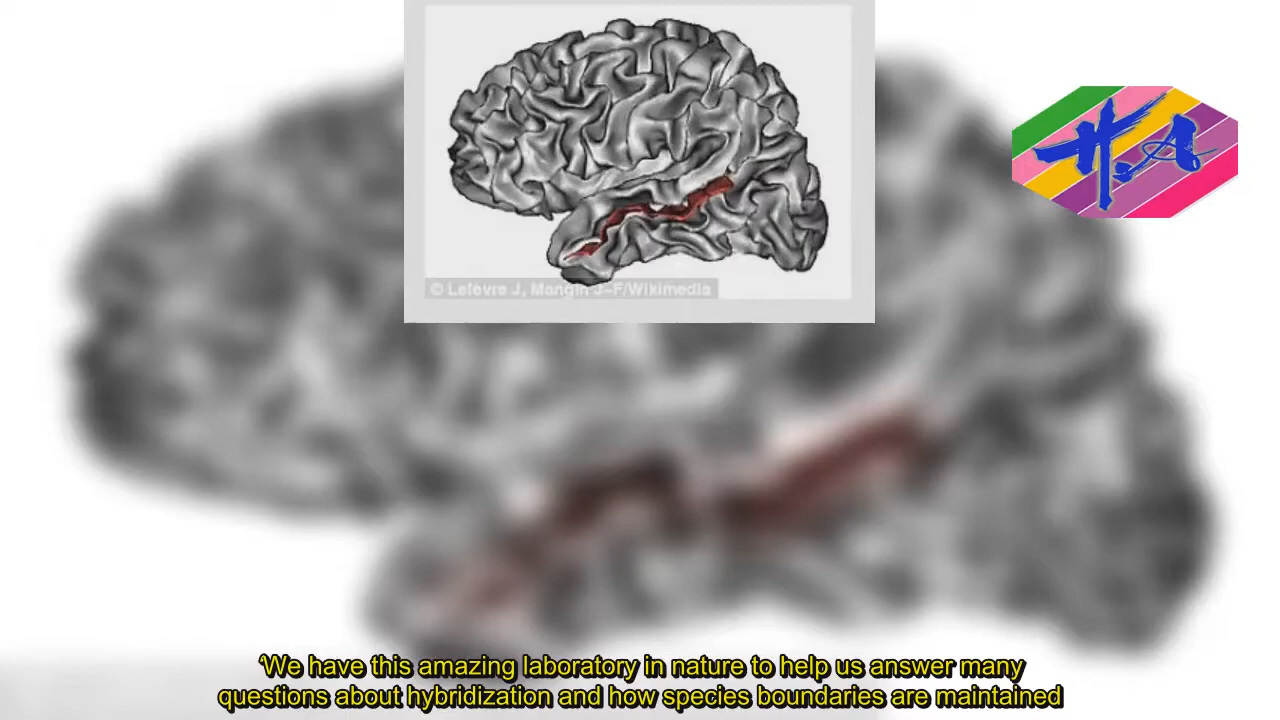 © Lefevre J, Mangin J-F/Wikimedia
H.A
‘We have this amazing laboratory in nature to help us answer many
questions about hybridization and how species boundaries are maintained